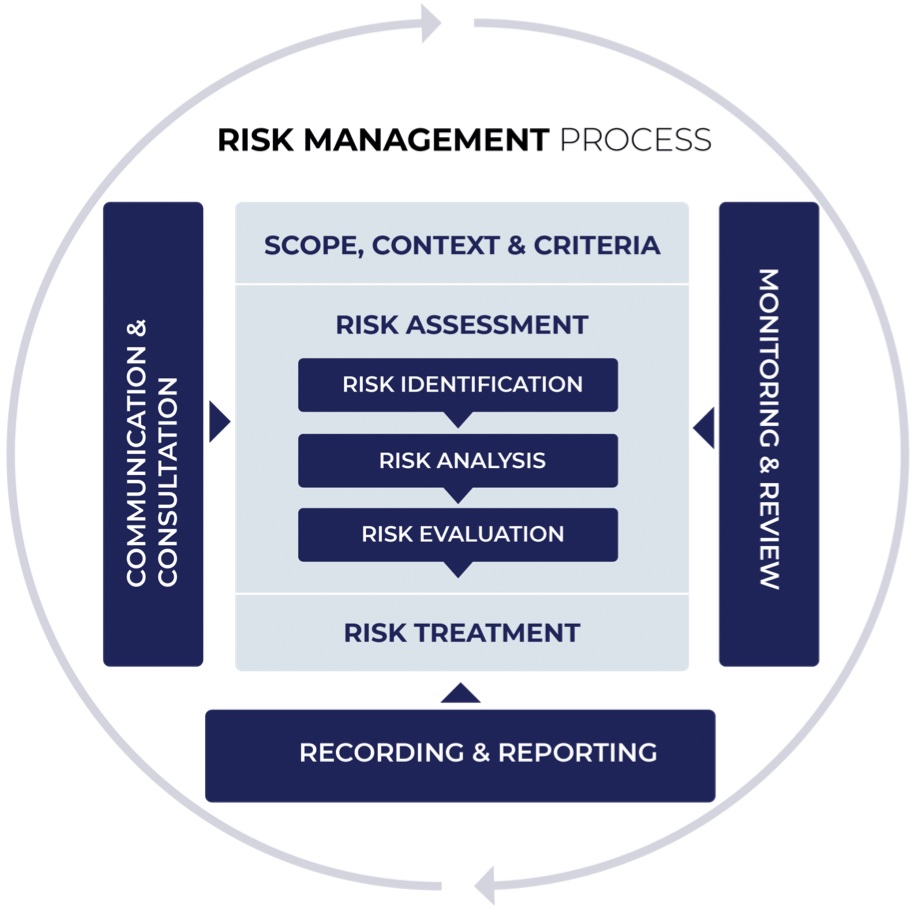 RISK MANAGEMENT PROCESS
COMMUNICATION &
CONSULTATION
SCOPE, CONTEXT & CRITERIA
RISK ASSESSMENT
RISK IDENTIFICATION
RISK ANALYSIS
RISK EVALUATION
RISK TREATMENT
MONITORING & REVIEW
RECORDING & REPORTING